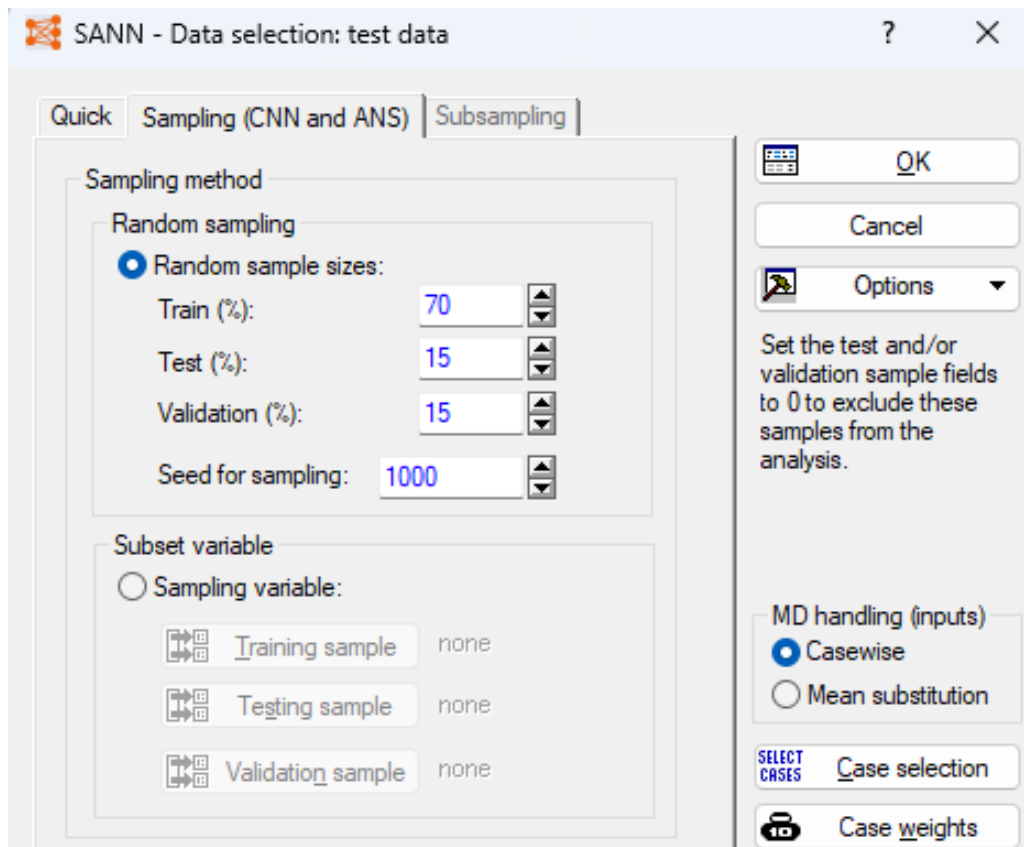 SANN - Data selection: test data
?
Quick
Sampling (CNN and ANS)
Subsampling
Sampling method
Random sampling
Random sample sizes:
Train (%):
70
Test (%):
15
Validation (%):
15
Seed for sampling:
1000
Subset variable
Sampling variable:
Training sample
none
Testing sample
none
Validation sample
none
OK
Cancel
Options
Set the test and/or
validation sample fields
to 0 to exclude these
samples from the
analysis.
MD handling (inputs)
Casewise
Mean substitution
SELECT
CASES
Case selection
10
Case weights